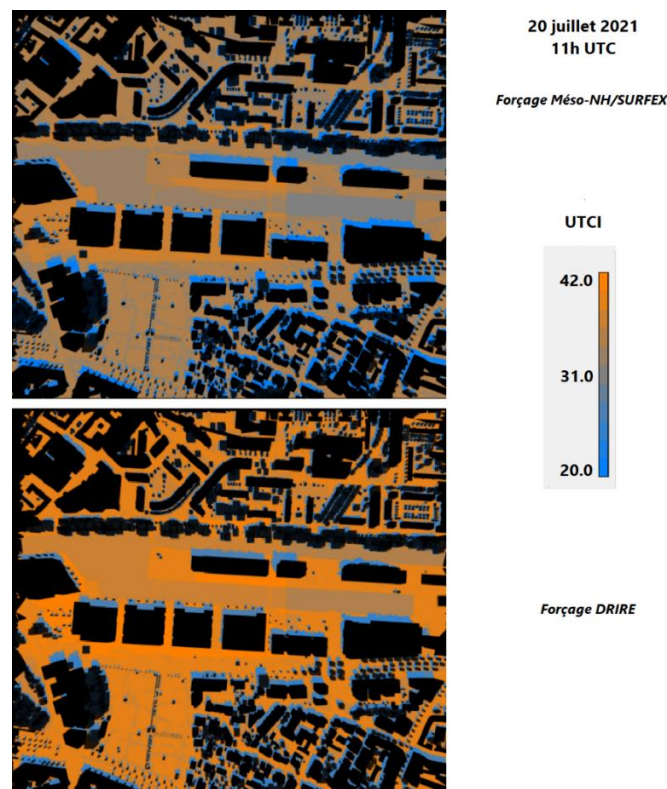 20 juillet 2021
11h UTC
Forçage Méso-NH/SURFEX
UTCI
42.0
31.0
20.0
Forçage DRIRE